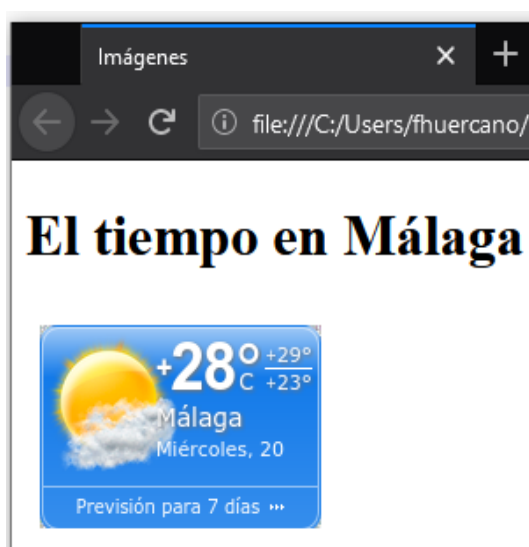 Imágenes
file:///C:/Users/fhuercano/
El tiempo en Málaga
+28°C +29° +23°
Málaga
Miércoles, 20
Previsión para 7 días ···